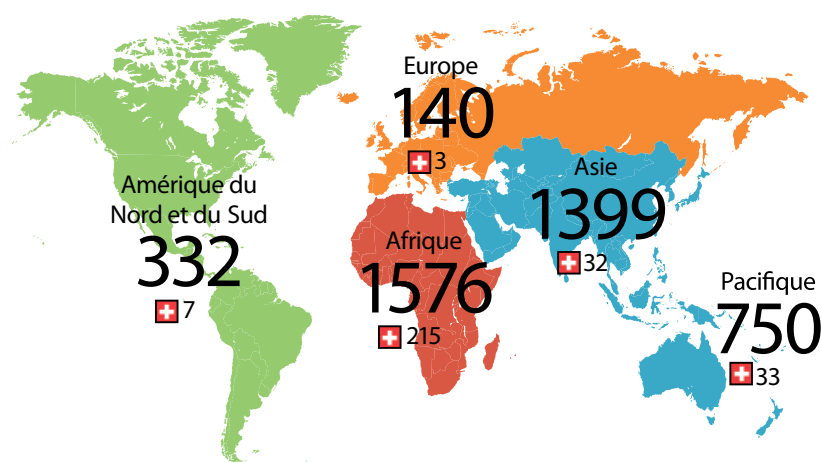 Europe
140
3
Asie
1399
32
Amérique du
Nord et du Sud
332
7
Afrique
1576
215
Pacifique
750
33